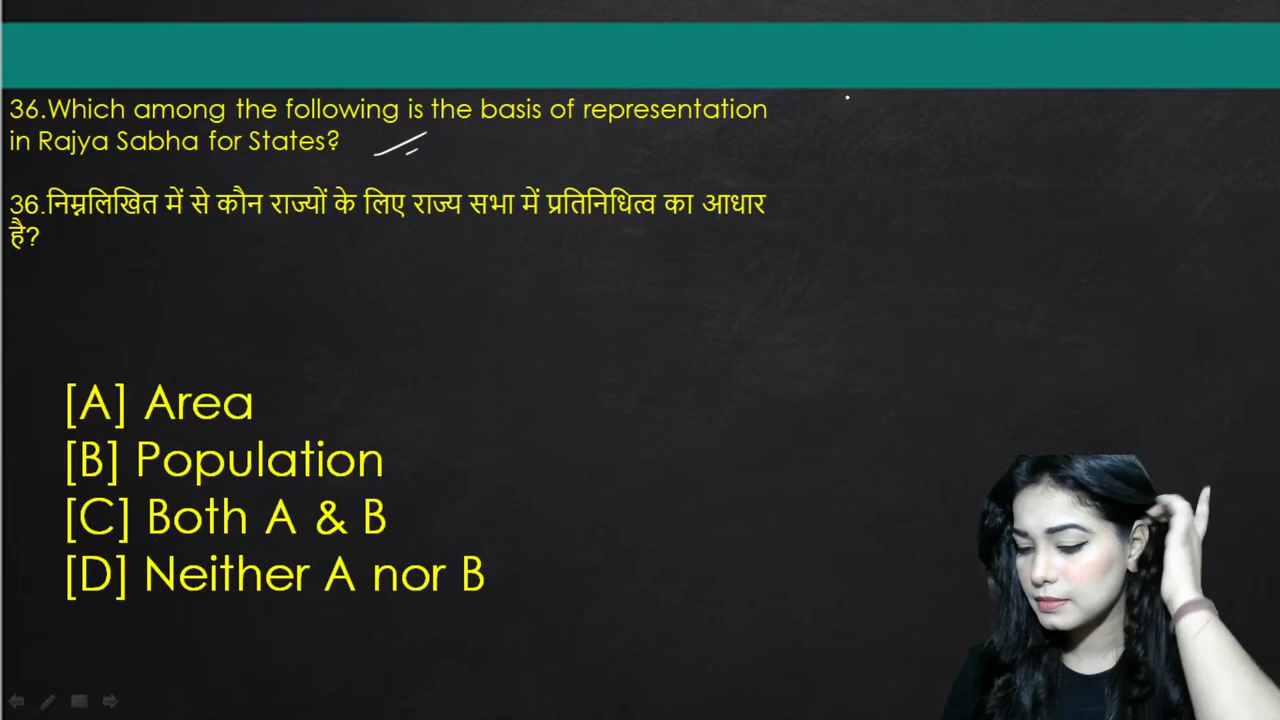 36.Which among the following is the basis of representation
in Rajya Sabha for States?
36.निम्नलिखित में से कौन राज्यों के लिए राज्य सभा में प्रतिनिधित्व का आधार
है?
[A] Area
[B] Population
[C] Both A & B
[D] Neither A nor B